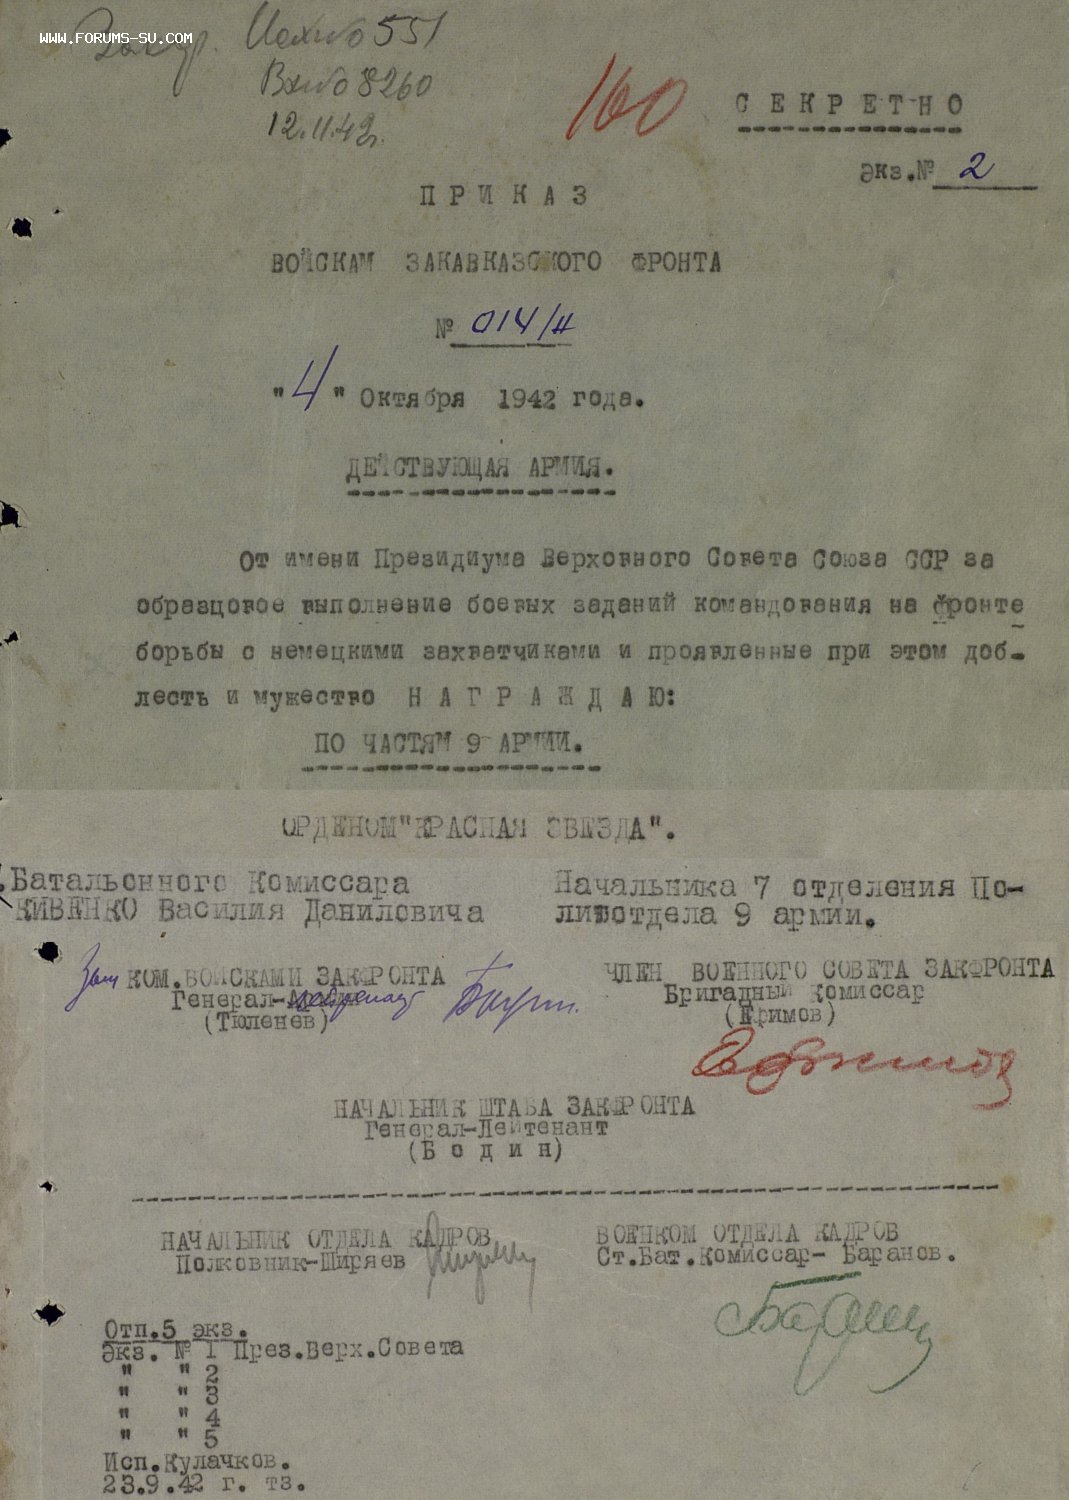 WWW.FORUMS-SU.COM
Исх№ 551
Вх№ 8260
12.11.42г.
160
СЕКРЕТНО
Экз.№ 2
ПРИКАЗ
ВОЙСКАМ ЗАКАВКАЗСКОГО ФРОНТА
№ 014/н
"4" Октября 1942 года.
ДЕЙСТВУЮЩАЯ АРМИЯ.
От имени Президиума Верховного Совета Союза ССР за
образцовое выполнение боевых заданий командования на фронте
борьбы с немецкими захватчиками и проявленные при этом доб-
лесть и мужество НАГРАЖДАЮ:
ПО ЧАСТЯМ 9 АРМИИ.
ОРДЕНОМ "КРАСНАЯ ЗВЕЗДА".
Батальонного Комиссара
КИВЕНКО Василия Даниловича
Начальника 7 отделения По-
литотдела 9 армии.
Зам КОМ.ВОЙСКАМИ ЗАКФРОНТА
Генерал-
(Тюленев)
ЧЛЕН ВОЕННОГО СОВЕТА ЗАКФРОНТА
Бригадный Комиссар
(Ефимов)
НАЧАЛЬНИК ШТАБА ЗАКФРОНТА
Генерал-Лейтенант
(Бодин)
НАЧАЛЬНИК ОТДЕЛА КАДРОВ
Полковник-Ширяев
ВОЕНКОМ ОТДЕЛА КАДРОВ
Ст.Бат.Комиссар- Баранов.
Отп.5 экз.
Экз. № 1 През.Верх.Совета
" " 2
" " 3
" " 4
" " 5
Исп.Кулачков.
23.9.42 г. тз.